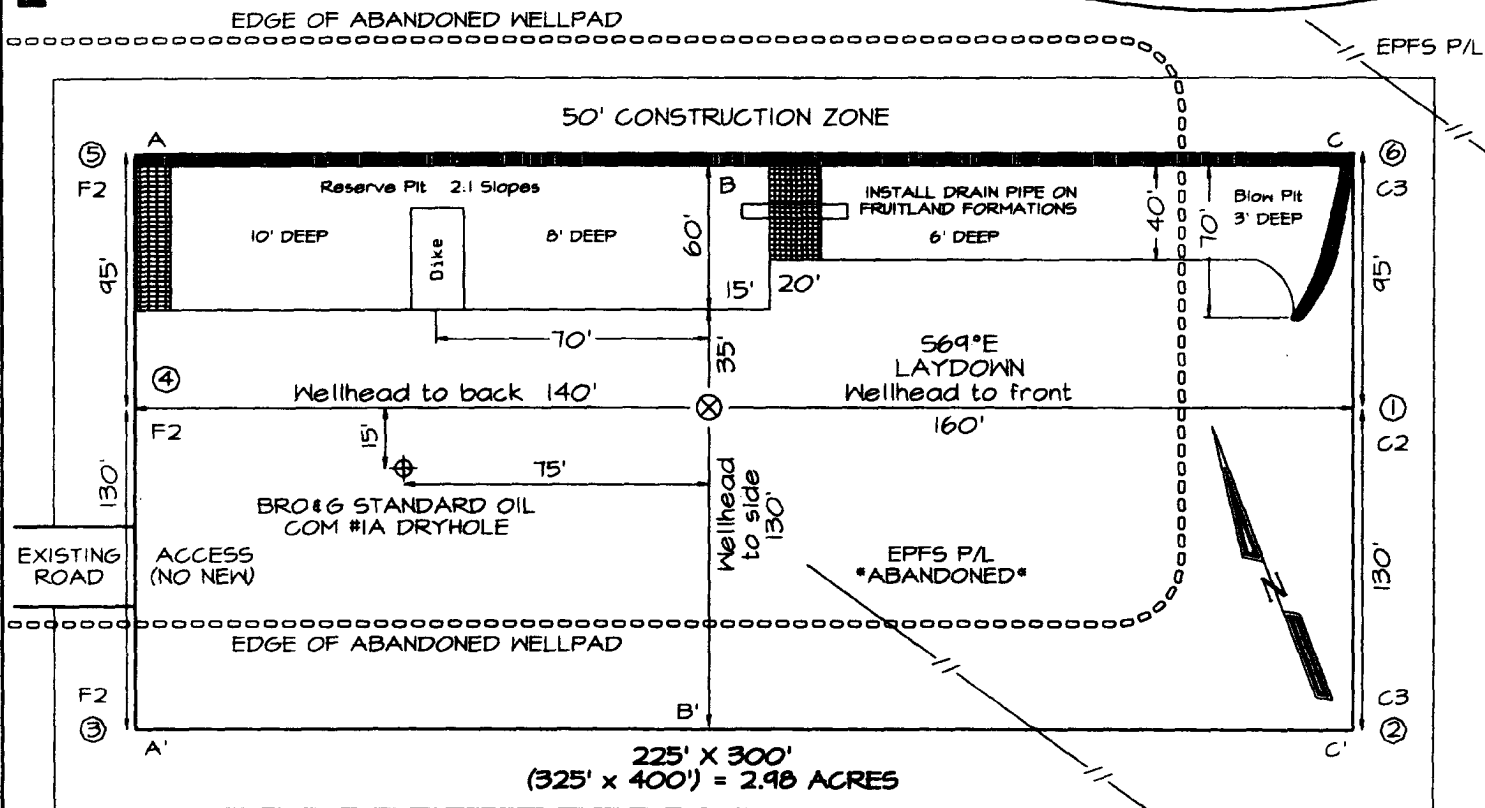 EDGE OF ABANDONED WELLPAD
EPFS P/L
50' CONSTRUCTION ZONE
A
C
⑤
⑥
F2
C3
Reserve Pit 2:1 Slopes
B
INSTALL DRAIN PIPE ON
FRUITLAND FORMATIONS
40'
Blow Pit
3' DEEP
10' DEEP
Dike
8' DEEP
60'
6' DEEP
70'
95'
95'
15'
20'
70'
35'
S69°E
LAYDOWN
④
Wellhead to back 140'
Wellhead to front
①
F2
160'
C2
15'
75'
130'
BRO&G STANDARD OIL
COM #1A DRYHOLE
Wellhead
to side
130'
EXISTING
ROAD
ACCESS
(NO NEW)
EPFS P/L
*ABANDONED*
N
130'
EDGE OF ABANDONED WELLPAD
F2
C3
③
B'
②
A'
C'
225' X 300'
(325' x 400') = 2.98 ACRES